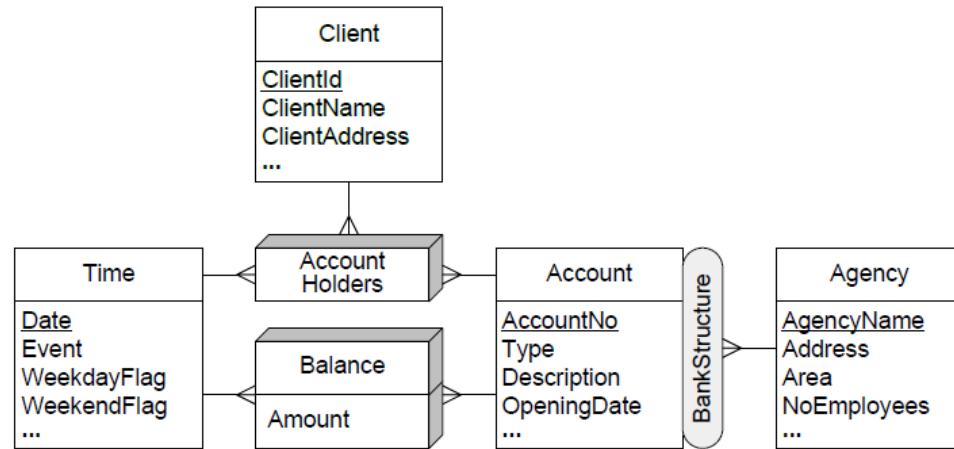 Client
ClientId
ClientName
ClientAddress
...
Time
Date
Event
WeekdayFlag
WeekendFlag
...
Account
Holders
Balance
Amount
Account
AccountNo
Type
Description
OpeningDate
...
BankStructure
Agency
AgencyName
Address
Area
NoEmployees
...